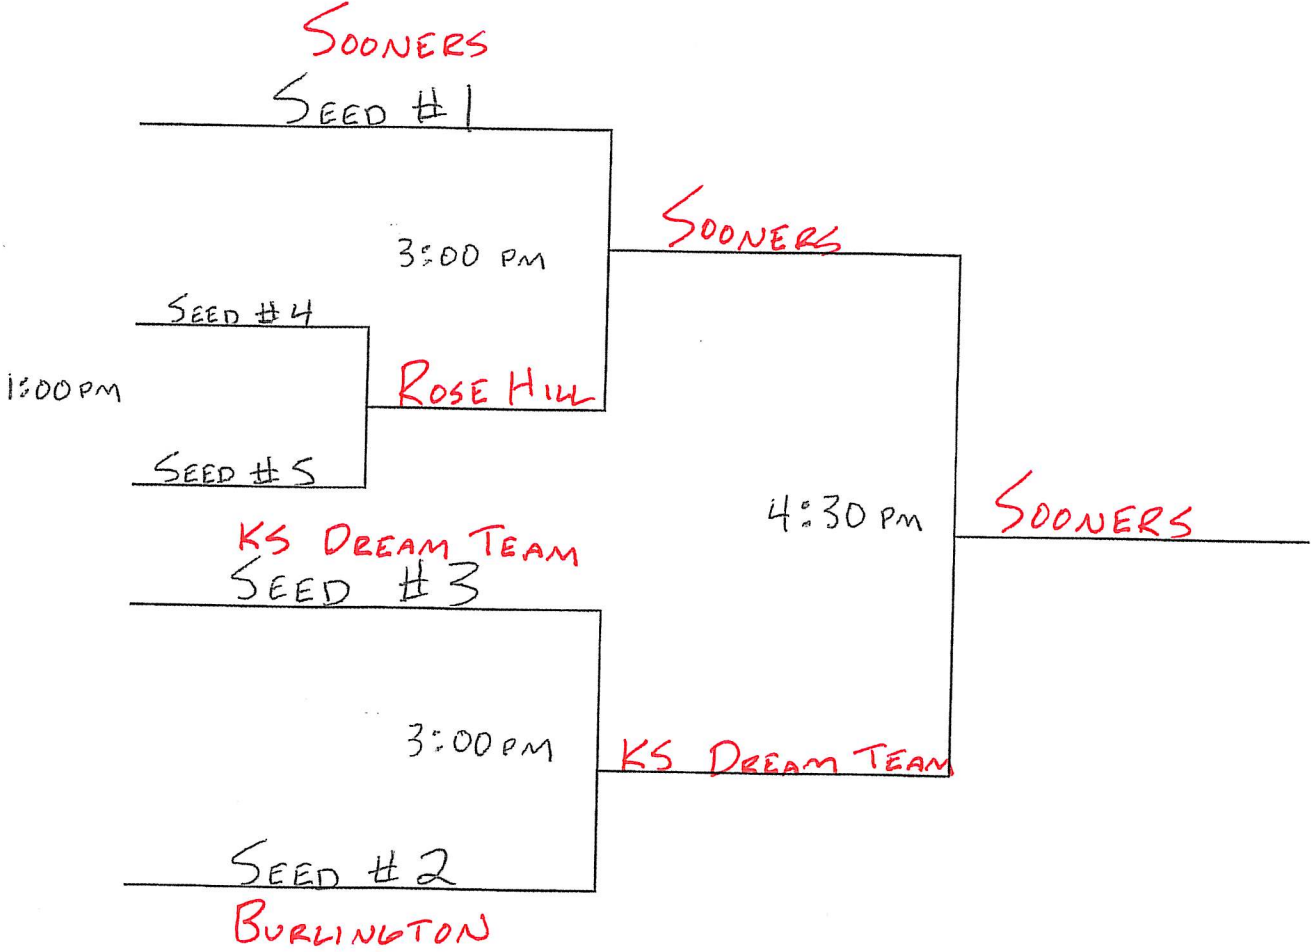 SOONERS
SEED #1
SOONERS
3:00 PM
SEED #4
1:00 PM
ROSE HILL
SEED #5
4:30 PM
SOONERS
KS DREAM TEAM
SEED #3
3:00 PM
KS DREAM TEAM
SEED #2
BURLINGTON